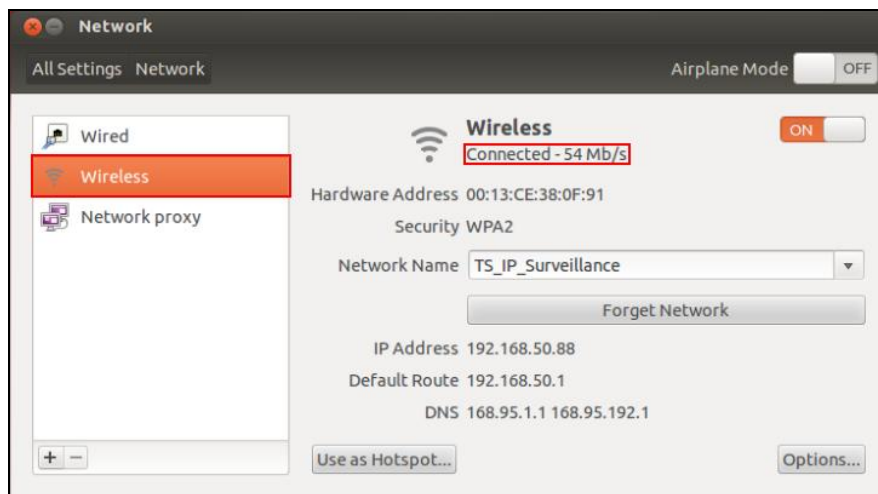 Network
All Settings Network
Airplane Mode OFF
Wired
Wireless
Network proxy
Wireless
ON
Connected - 54 Mb/s
Hardware Address 00:13:CE:38:0F:91
Security WPA2
Network Name TS_IP_Surveillance
Forget Network
IP Address 192.168.50.88
Default Route 192.168.50.1
DNS 168.95.1.1 168.95.192.1
+ −
Use as Hotspot...
Options...